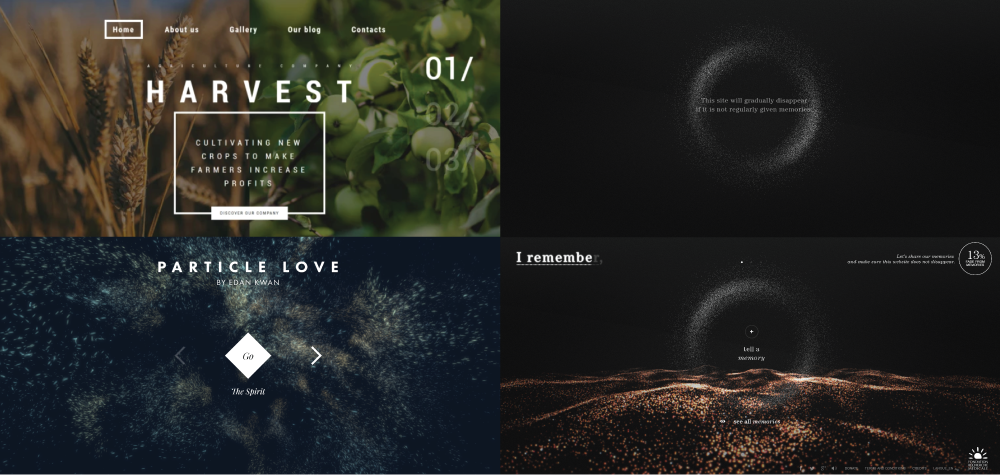 Home About us Gallery Our blog Contacts
AGRICULTURE COMPANY
HARVEST
01/
02/
03/
CULTIVATING NEW
CROPS TO MAKE
FARMERS INCREASE
PROFITS
DISCOVER OUR COMPANY
This site will gradually disappear
if it is not regularly given memories
PARTICLE LOVE
BY EDAN KWAN
Go
The Spirit
I remember,
Let's share our memories
and make sure this website does not disappear
13%
tell a
memory
see all memories